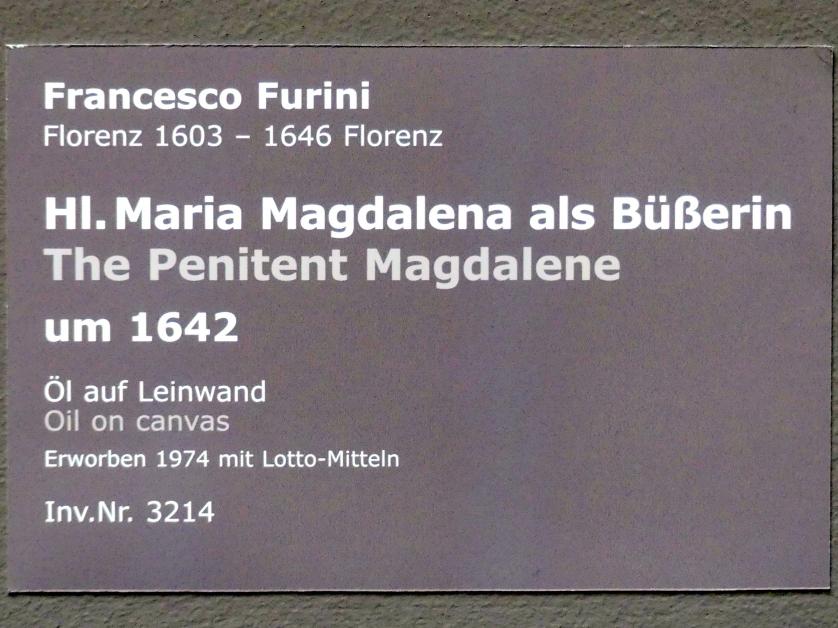 Francesco Furini
Florenz 1603 – 1646 Florenz
Hl. Maria Magdalena als Büßerin
The Penitent Magdalene
um 1642
Öl auf Leinwand
Oil on canvas
Erworben 1974 mit Lotto-Mitteln
Inv.Nr. 3214